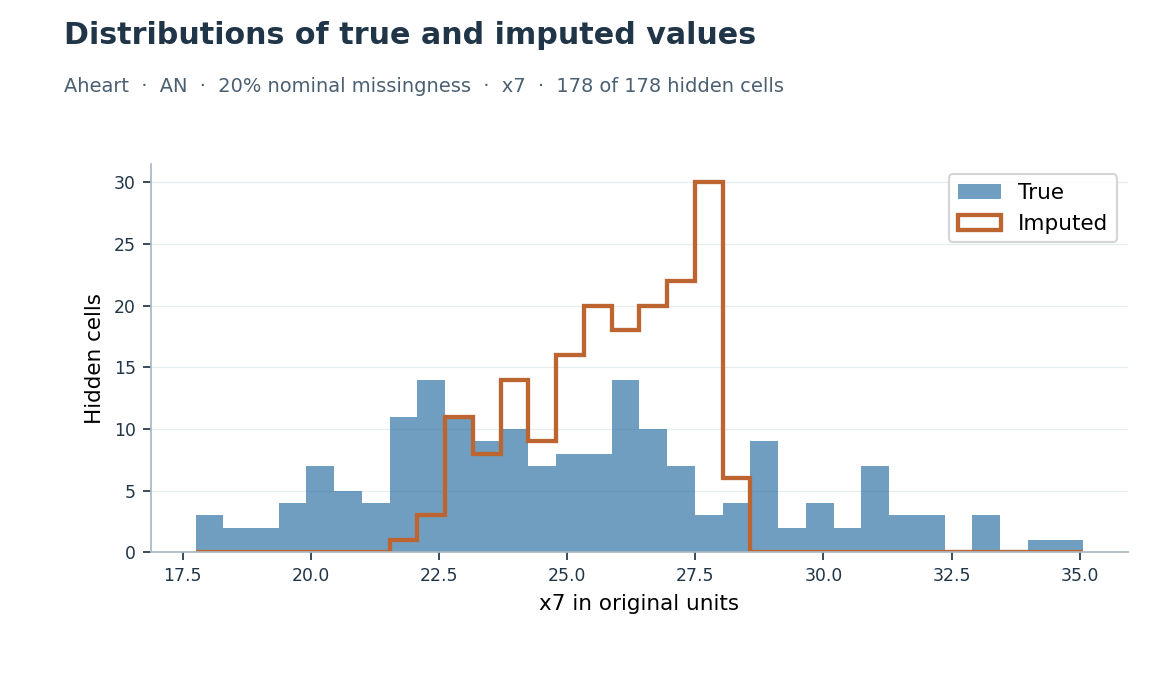 Distributions of true and imputed values
Aheart · AN · 20% nominal missingness · x7 · 178 of 178 hidden cells
30
25
20
15
10
5
0
Hidden cells
True
Imputed
17.5 20.0 22.5 25.0 27.5 30.0 32.5 35.0
x7 in original units